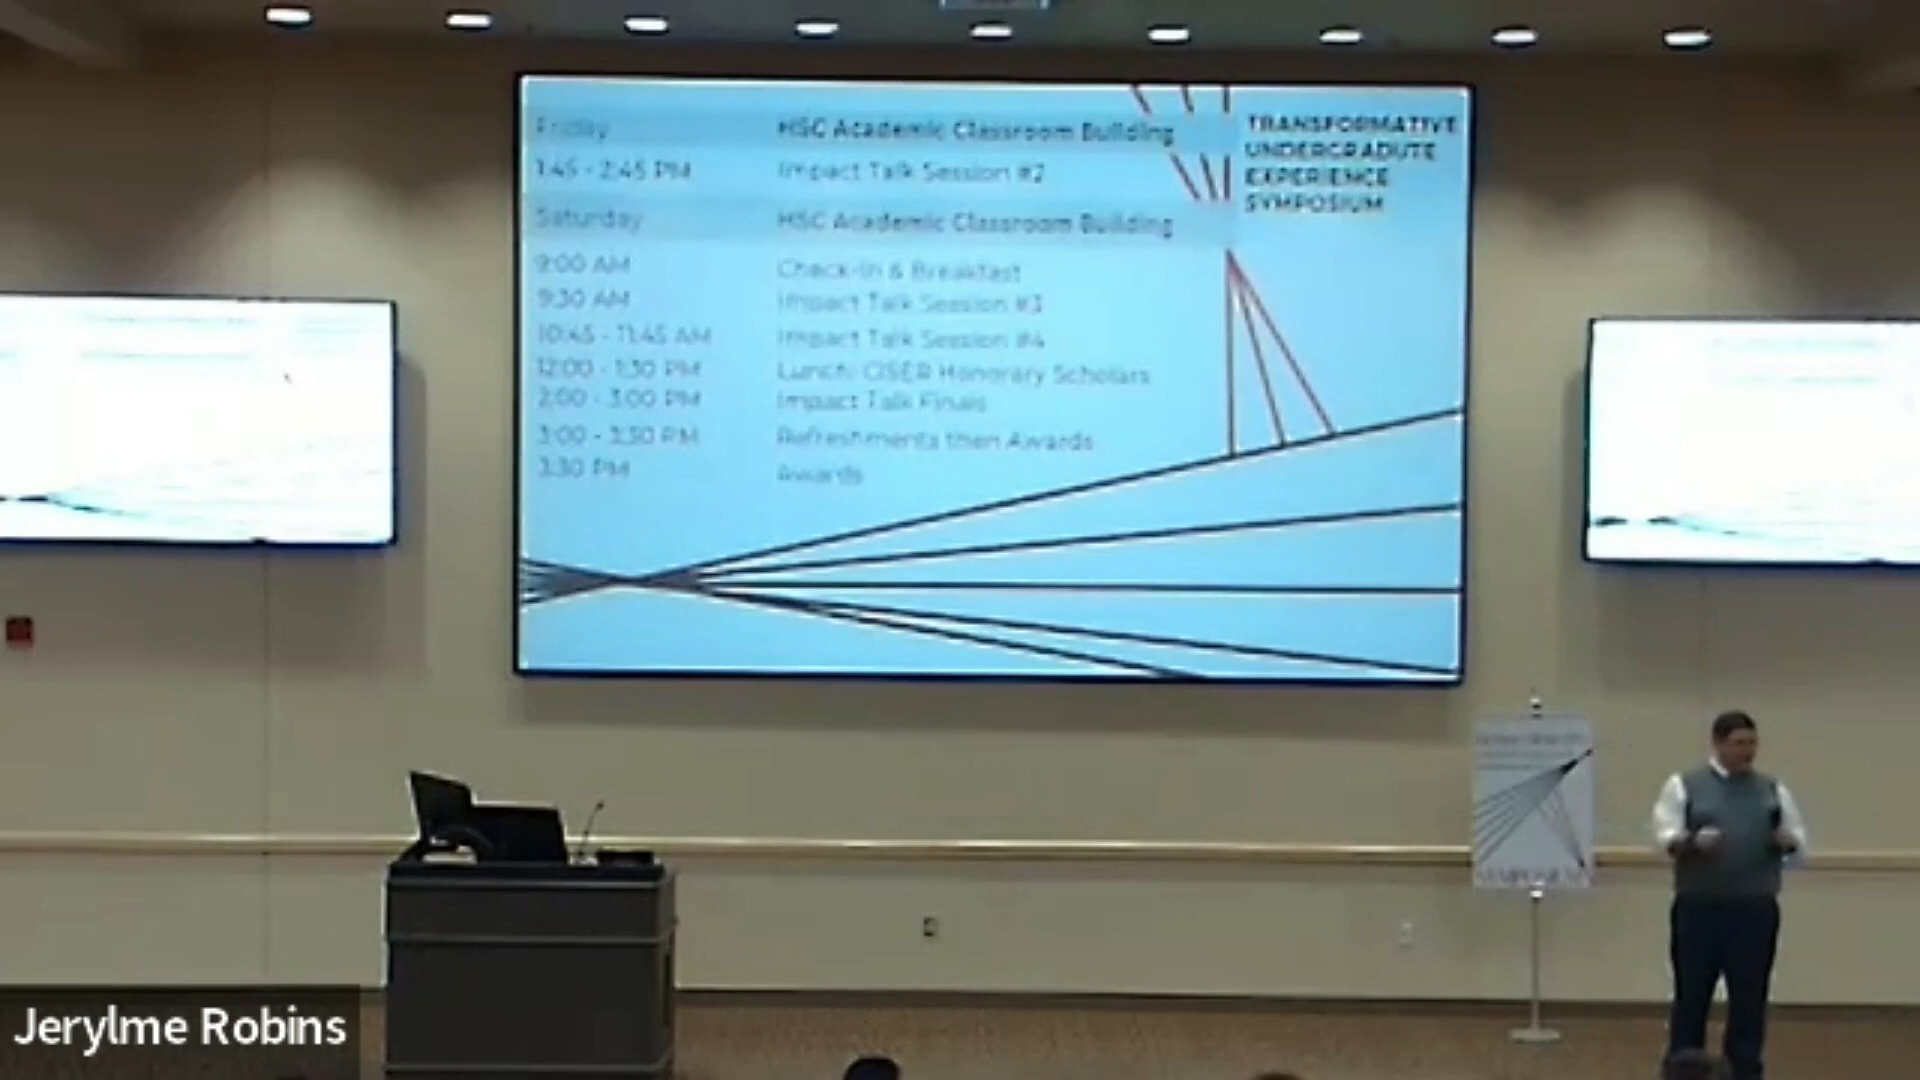 Friday HSC Academic Classroom Building
1:45 - 2:45 PM Impact Talk Session #2
Saturday HSC Academic Classroom Building
9:00 AM Check-In & Breakfast
9:30 AM Impact Talk Session #3
10:45 - 11:45 AM Impact Talk Session #4
12:00 - 1:30 PM Lunch: CISER Honorary Scholars
2:00 - 3:00 PM Impact Talk Finals
3:00 - 3:30 PM Refreshments then Awards
3:30 PM Awards
TRANSFORMATIVE
UNDERGRADUTE
EXPERIENCE
SYMPOSIUM
SYMPOSIUM
Jerylme Robins